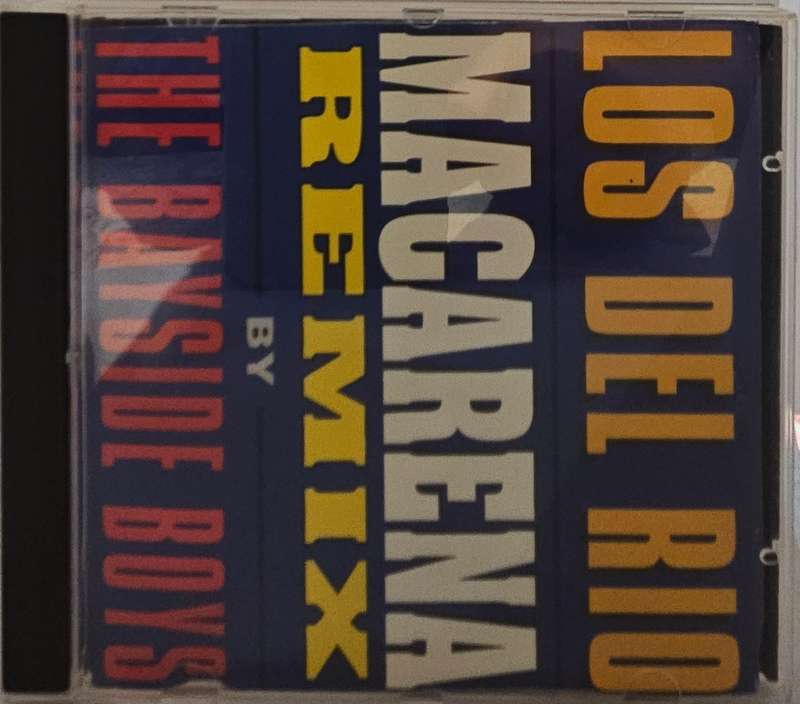 LOS DEL RIO
MACARENA
REMIX
BY
THE BAYSIDE BOYS